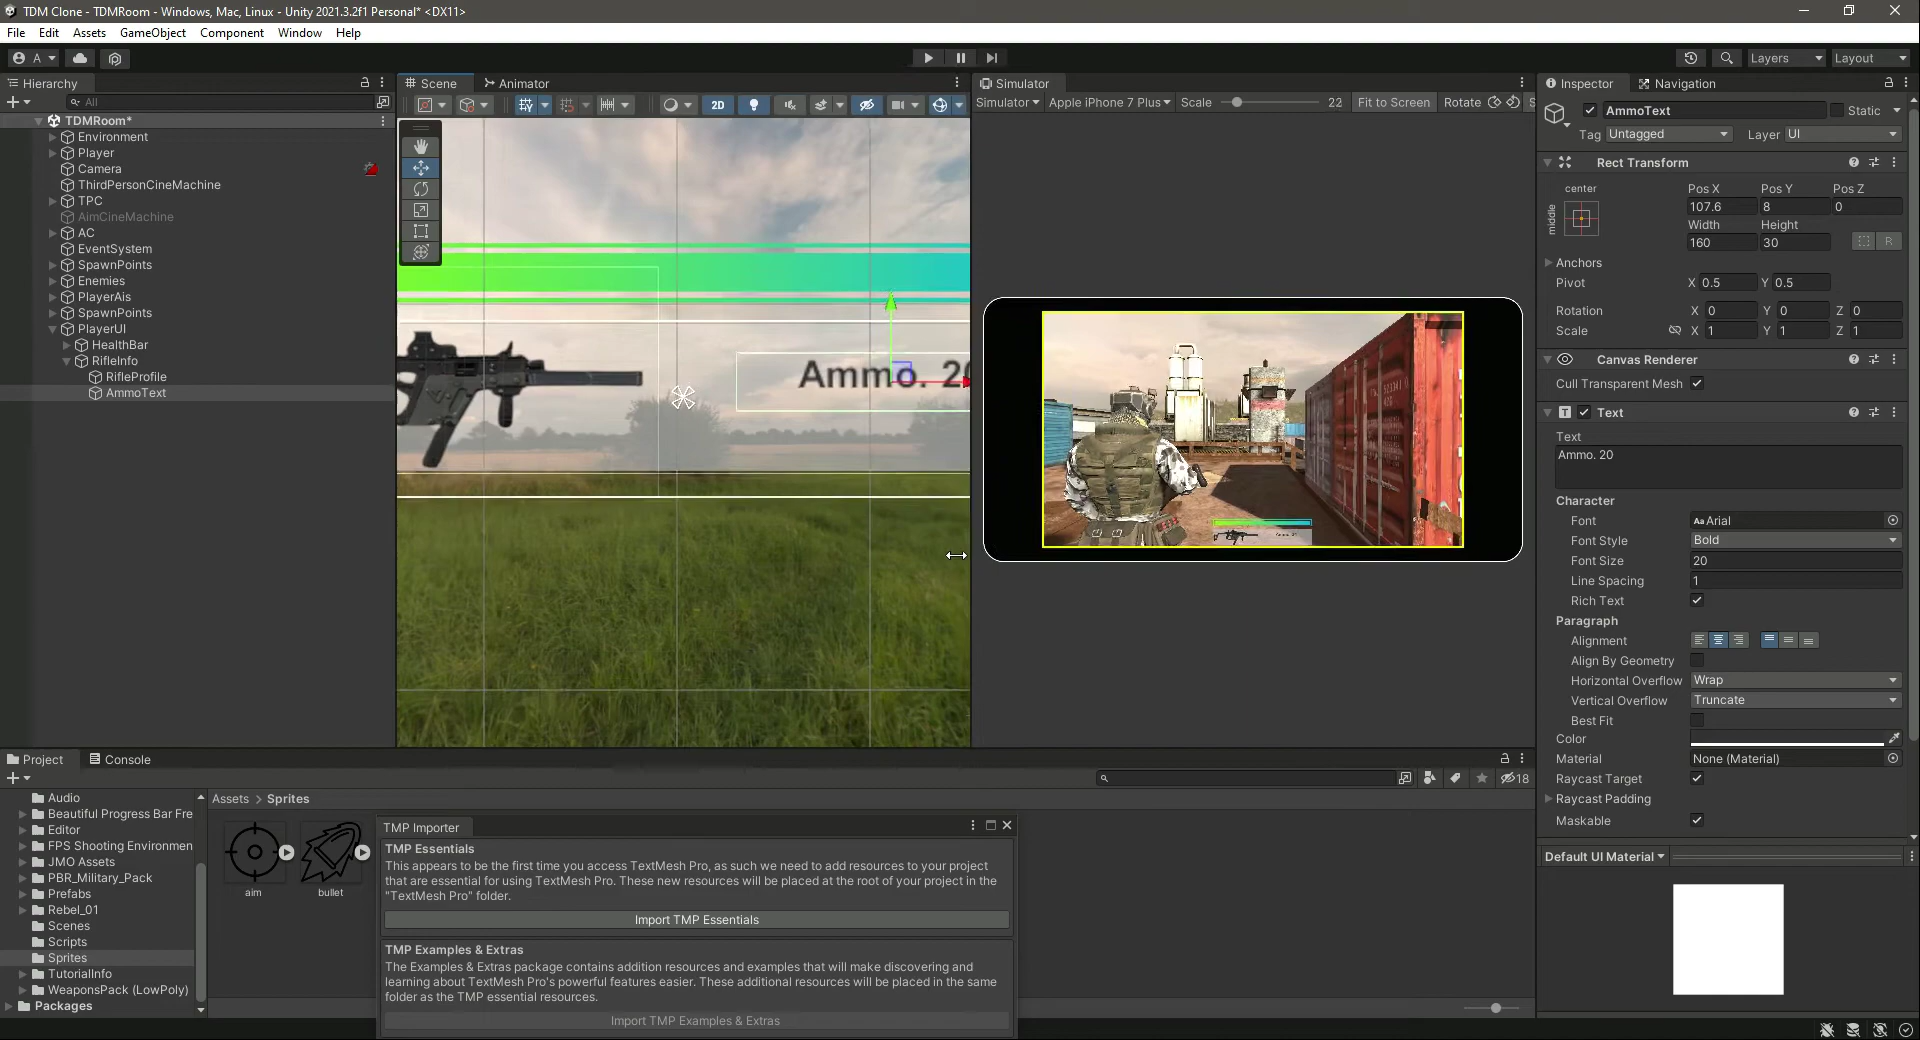 TDM Clone - TDMRoom - Windows, Mac, Linux - Unity 2021.3.2f1 Personal* <DX11>
File Edit Assets GameObject Component Window Help
A Layers Layout
Hierarchy
All
TDMRoom*
Environment
Player
Camera
ThirdPersonCineMachine
TPC
AimCineMachine
AC
EventSystem
SpawnPoints
Enemies
PlayerAis
SpawnPoints
PlayerUI
HealthBar
RifleInfo
RifleProfile
AmmoText
Scene Animator
2D
Ammo 20
Simulator
Simulator Apple iPhone 7 Plus Scale 22 Fit to Screen Rotate S
Inspector Navigation
AmmoText Static
Tag Untagged Layer UI
Rect Transform
center Pos X Pos Y Pos Z
middle 107.6 8 0
Width Height
160 30 R
Anchors
Pivot X 0.5 Y 0.5
Rotation X 0 Y 0 Z 0
Scale X 1 Y 1 Z 1
Canvas Renderer
Cull Transparent Mesh
Text
Text
Ammo. 20
Character
Font Aa Arial
Font Style Bold
Font Size 20
Line Spacing 1
Rich Text
Paragraph
Alignment
Align By Geometry
Horizontal Overflow Wrap
Vertical Overflow Truncate
Best Fit
Color
Material None (Material)
Raycast Target
Raycast Padding
Maskable
Default UI Material
Project Console
18
Audio
Beautiful Progress Bar Fre
Editor
FPS Shooting Environmen
JMO Assets
PBR_Military_Pack
Prefabs
Rebel_01
Scenes
Scripts
Sprites
TutorialInfo
WeaponsPack (LowPoly)
Packages
Assets > Sprites
aim bullet
TMP Importer
TMP Essentials
This appears to be the first time you access TextMesh Pro, as such we need to add resources to your project
that are essential for using TextMesh Pro. These new resources will be placed at the root of your project in the
"TextMesh Pro" folder.
Import TMP Essentials
TMP Examples & Extras
The Examples & Extras package contains addition resources and examples that will make discovering and
learning about TextMesh Pro's powerful features easier. These additional resources will be placed in the same
folder as the TMP essential resources.
Import TMP Examples & Extras